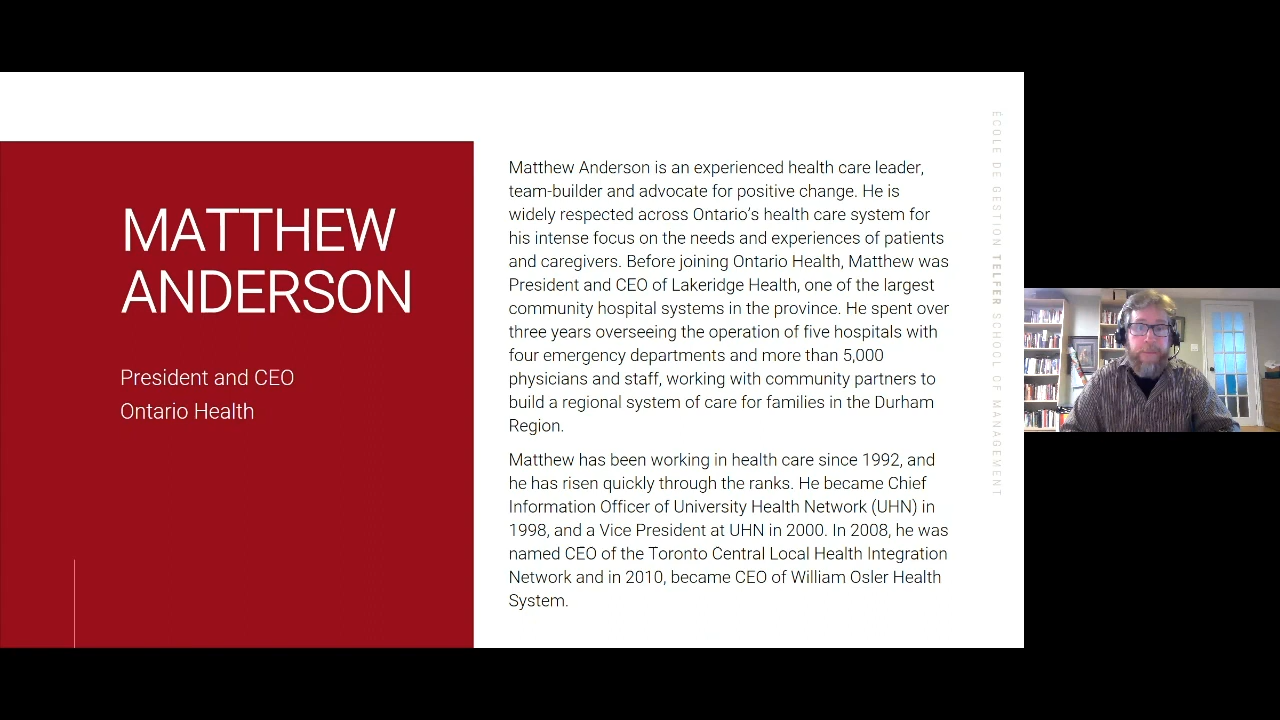 MATTHEW
ANDERSON
President and CEO
Ontario Health
Matthew Anderson is an experienced health care leader,
team builder and advocate for positive change. He is
widely respected across Ontario's health care system for
his intense focus on the needs and experiences of patients
and caregivers. Before joining Ontario Health, Matthew was
President and CEO of Lakeridge Health, one of the largest
community hospital systems in the province. He spent over
three years overseeing the operation of five hospitals with
four emergency departments and more than 5,000
physicians and staff, working with community partners to
build a regional system of care for families in the Durham
Region.
Matthew has been working in health care since 1992, and
he has risen quickly through the ranks. He became Chief
Information Officer of University Health Network (UHN) in
1998, and a Vice President at UHN in 2000. In 2008, he was
named CEO of the Toronto Central Local Health Integration
Network and in 2010, became CEO of William Osler Health
System.
ECOLE DE GESTION TELFER SCHOOL OF MANAGEMENT